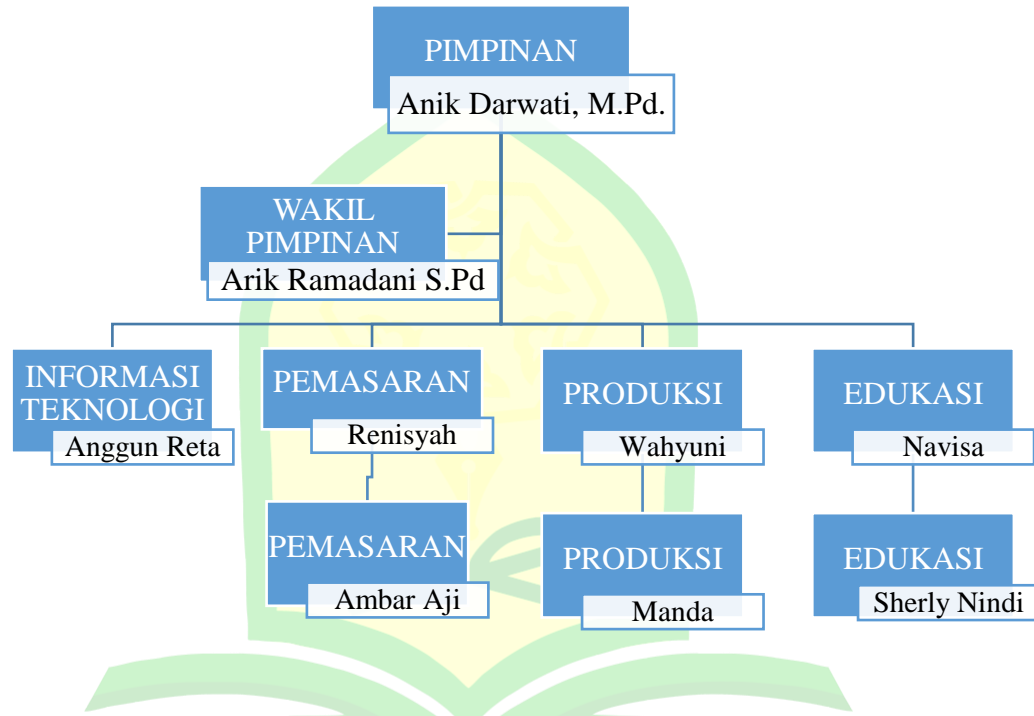 PIMPINAN
Anik Darwati, M.Pd.
WAKIL
PIMPINAN
Arik Ramadani S.Pd
INFORMASI
TEKNOLOGI
Anggun Reta
PEMASARAN
Renisyah
PRODUKSI
Wahyuni
EDUKASI
Navisa
PEMASARAN
Ambar Aji
PRODUKSI
Manda
EDUKASI
Sherly Nindi